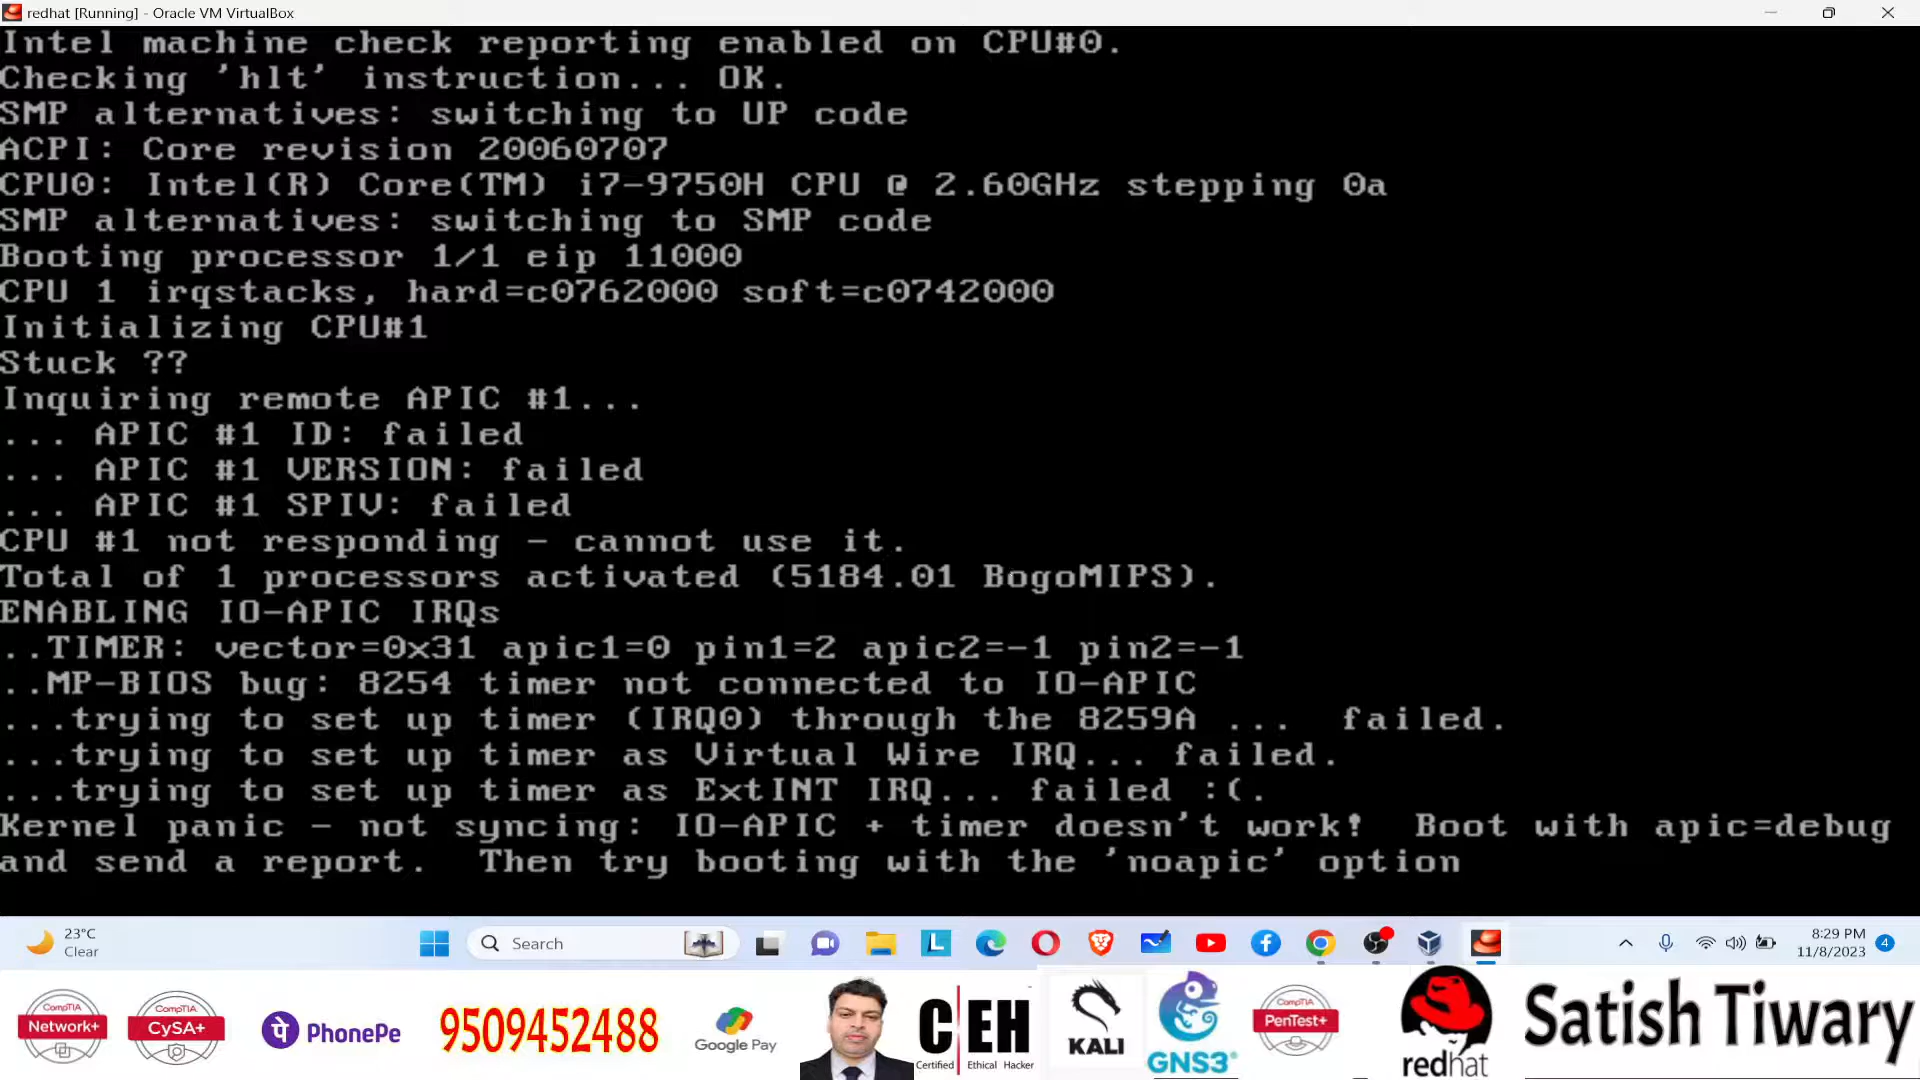 redhat [Running] - Oracle VM VirtualBox
Intel machine check reporting enabled on CPU#0.
Checking 'hlt' instruction... OK.
SMP alternatives: switching to UP code
ACPI: Core revision 20060707
CPU0: Intel(R) Core(TM) i7-9750H CPU @ 2.60GHz stepping 0a
SMP alternatives: switching to SMP code
Booting processor 1/1 eip 11000
CPU 1 irqstacks, hard=c0762000 soft=c0742000
Initializing CPU#1
Stuck ??
Inquiring remote APIC #1...
... APIC #1 ID: failed
... APIC #1 VERSION: failed
... APIC #1 SPIV: failed
CPU #1 not responding - cannot use it.
Total of 1 processors activated (5184.01 BogoMIPS).
ENABLING IO-APIC IRQs
..TIMER: vector=0x31 apic1=0 pin1=2 apic2=-1 pin2=-1
..MP-BIOS bug: 8254 timer not connected to IO-APIC
...trying to set up timer (IRQ0) through the 8259A ...  failed.
...trying to set up timer as Virtual Wire IRQ... failed.
...trying to set up timer as ExtINT IRQ... failed :(.
Kernel panic - not syncing: IO-APIC + timer doesn't work!  Boot with apic=debug
and send a report.  Then try booting with the 'noapic' option
23°C
Clear
Search
L
8:29 PM
11/8/2023
4
CompTIA
Network+
CompTIA
CySA+
PhonePe
9509452488
Google Pay
C EH
Certified Ethical Hacker
KALI
GNS3
CompTIA
PenTest+
redhat
Satish Tiwary